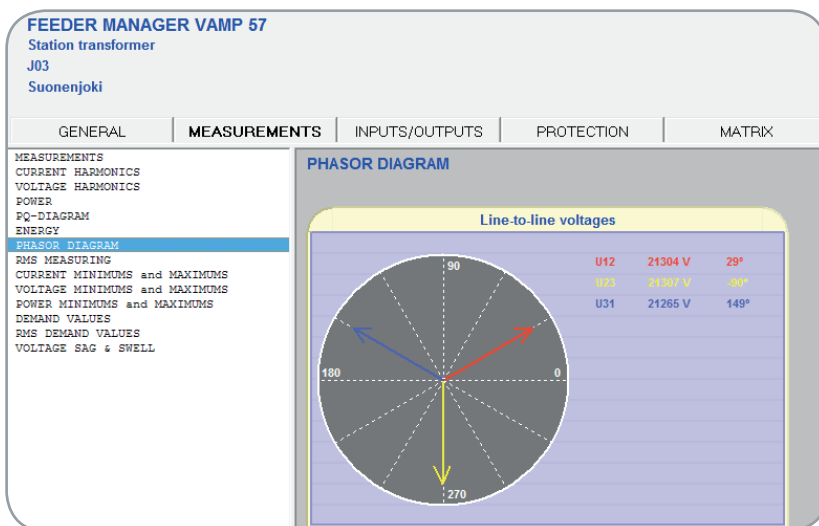 FEEDER MANAGER VAMP 57
Station transformer
J03
Suonenjoki
GENERAL MEASUREMENTS INPUTS/OUTPUTS PROTECTION MATRIX
MEASUREMENTS
CURRENT HARMONICS
VOLTAGE HARMONICS
POWER
PQ-DIAGRAM
ENERGY
PHASOR DIAGRAM
RMS MEASURING
CURRENT MINIMUMS and MAXIMUMS
VOLTAGE MINIMUMS and MAXIMUMS
POWER MINIMUMS and MAXIMUMS
DEMAND VALUES
RMS DEMAND VALUES
VOLTAGE SAG & SWELL
PHASOR DIAGRAM
Line-to-line voltages
90
180
0
270
U12 21304 V 29°
U23 21307 V -90°
U31 21265 V 149°